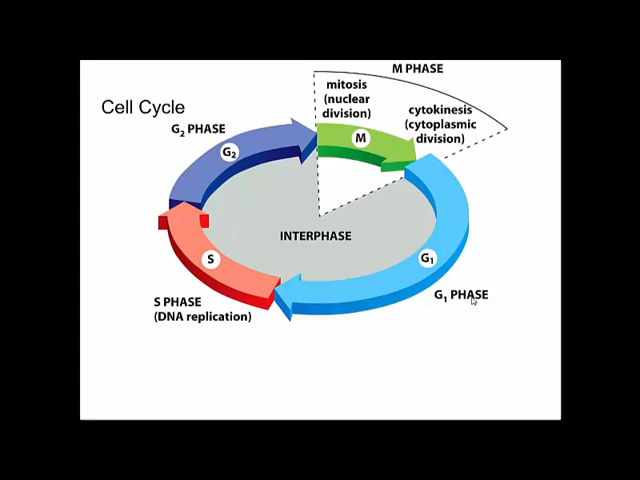 M PHASE
Cell Cycle
mitosis
(nuclear
division)
cytokinesis
(cytoplasmic
division)
G₂ PHASE
M
G₂
INTERPHASE
S
G₁
G₁ PHASE
S PHASE
(DNA replication)